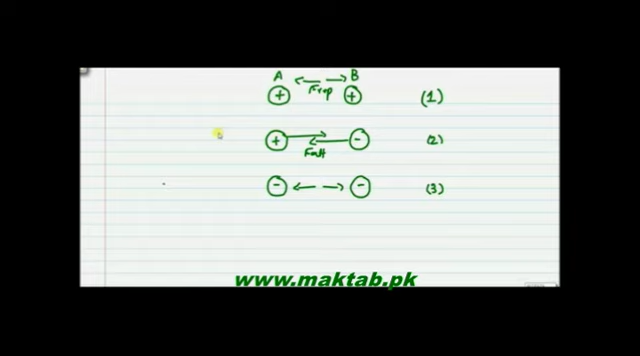 A B
Frep
+ + (1)
+ - (2)
Fatt
- - (3)
www.maktab.pk